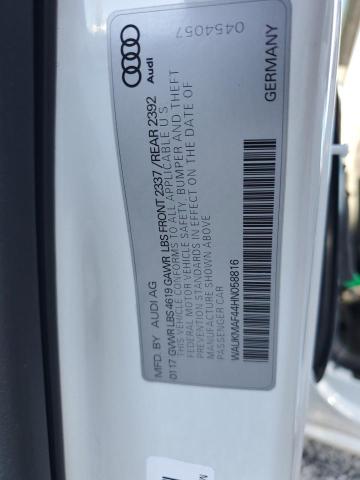 Audi
0454057
MFD BY AUDI AG
0117 GVWR LBS 4619 GAWR LBS FRONT 2337/REAR 2392
THIS VEHICLE CONFORMS TO ALL APPLICABLE U S
FEDERAL MOTOR VEHICLE SAFETY, BUMPER AND THEFT
PREVENTION STANDARDS IN EFFECT ON THE DATE OF
MANUFACTURE SHOWN ABOVE
PASSENGER CAR
WAUKMAF44HN058816
GERMANY